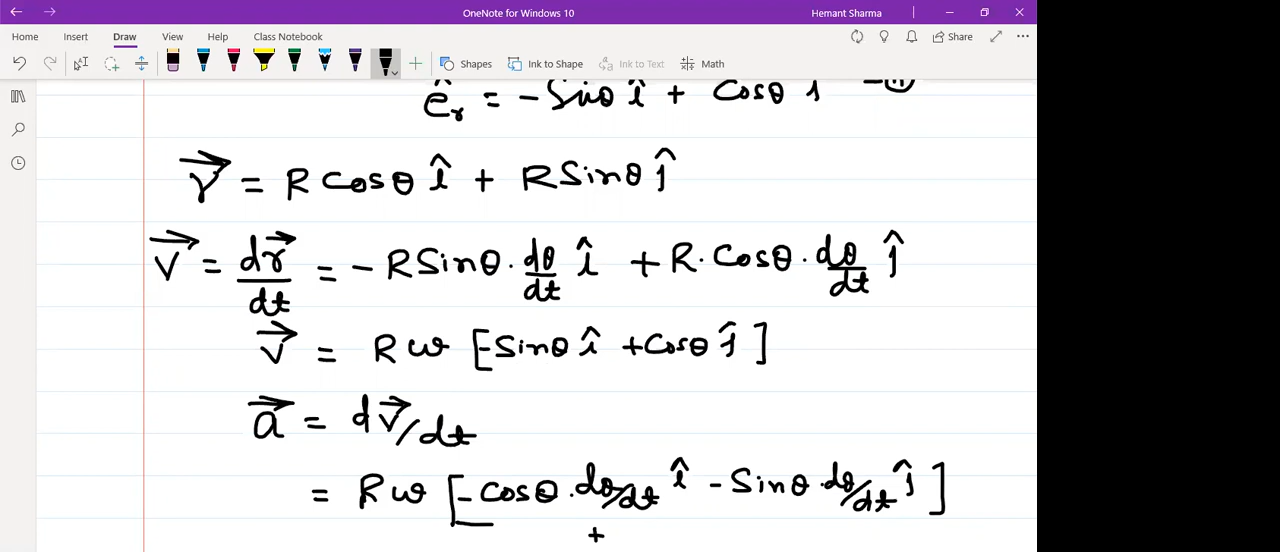 OneNote for Windows 10
Hemant Sharma
Home Insert Draw View Help Class Notebook
Share
Shapes Ink to Shape Ink to Text Math
ê_r = -Sinθ î + Cosθ ĵ -(11)
r⃗ = R Cosθ î + R Sinθ ĵ
v⃗ = dr⃗/dt = - R Sinθ · dθ/dt î + R · Cosθ · dθ/dt ĵ
v⃗ = R ω [-Sinθ î + Cosθ ĵ]
a⃗ = dv⃗/dt
= R ω [-Cosθ · dθ/dt î - Sinθ · dθ/dt ĵ]
+